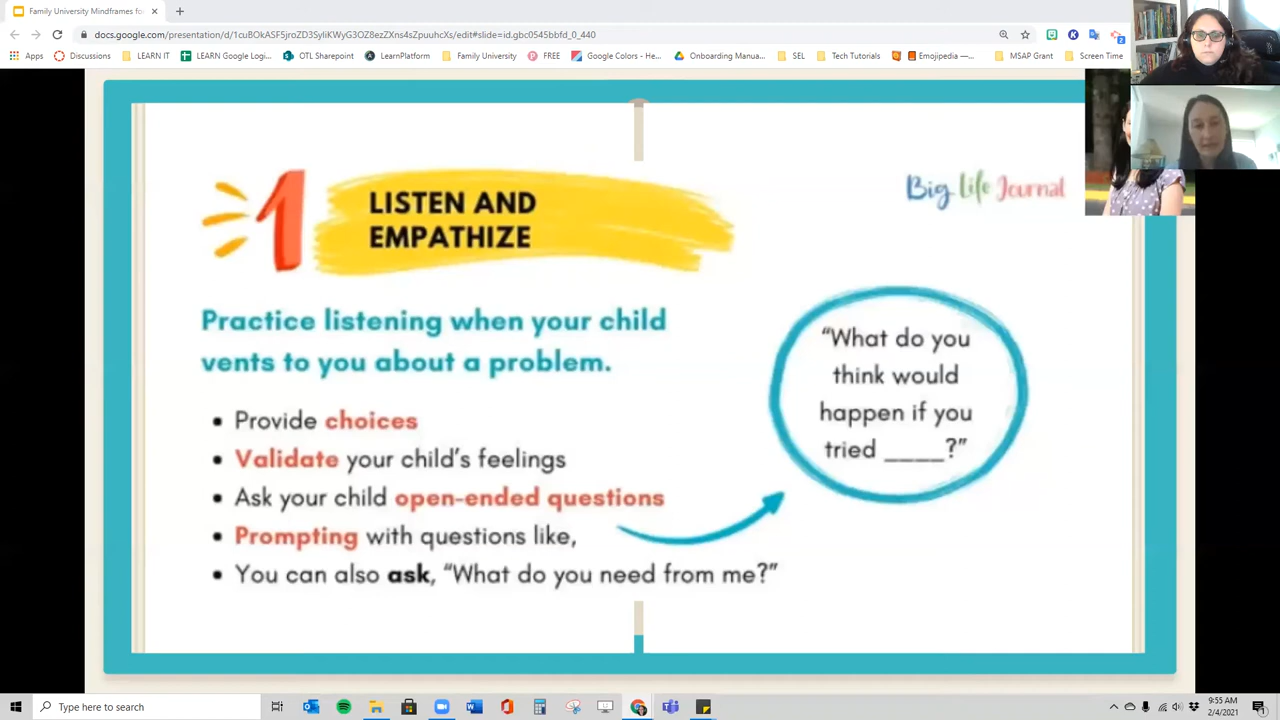 Family University Mindframes fo
docs.google.com/presentation/d/1cuBOkASF5jroZD3SyliKWyG3OZ8ezZXns4sZpuuhcXs/edit#slide=id.gbc0545bbfd_0_440
Apps
Discussions
LEARN IT
LEARN Google Logi...
OTL Sharepoint
LearnPlatform
Family University
FREE
Google Colors - He...
Onboarding Manua...
SEL
Tech Tutorials
Emojipedia —...
MSAP Grant
Screen Time
1
LISTEN AND
EMPATHIZE
Big Life Journal
Practice listening when your child
vents to you about a problem.
• Provide choices
• Validate your child's feelings
• Ask your child open-ended questions
• Prompting with questions like,
• You can also ask, “What do you need from me?”
“What do you
think would
happen if you
tried ____?”
Type here to search
9:55 AM
2/4/2021